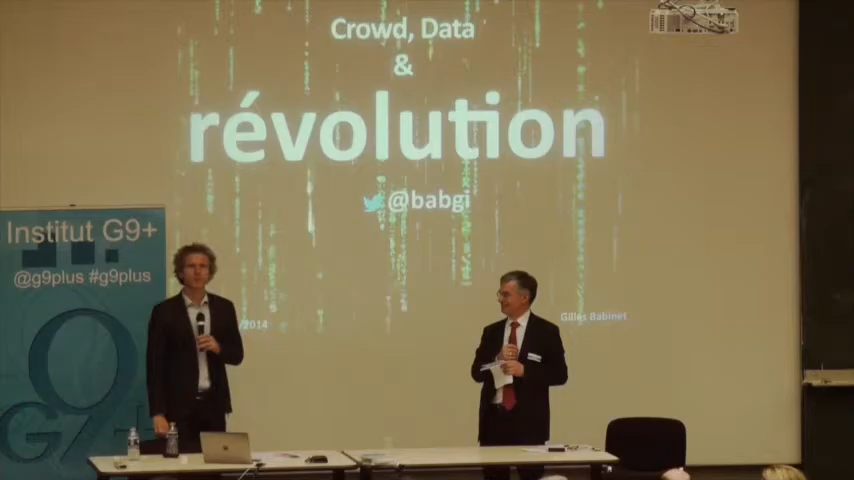 Crowd, Data
&
révolution
@babgi
Institut G9+
@g9plus #g9plus
/2014
Gilles Babinet
G9+